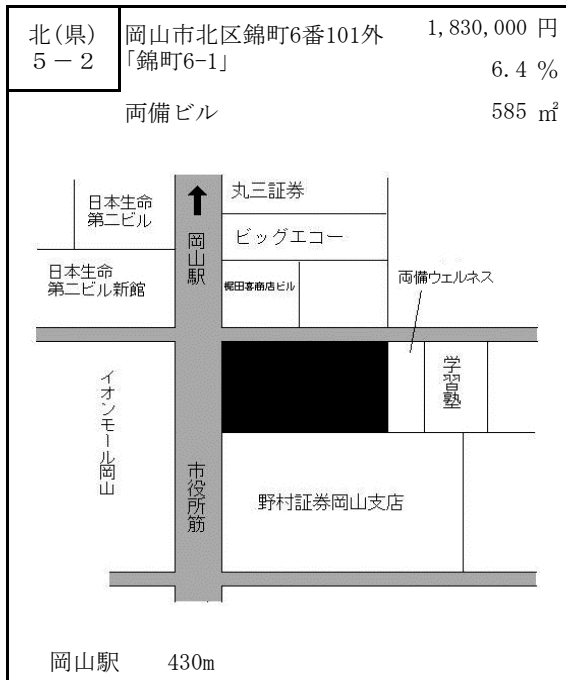 北(県)
５－２
岡山市北区錦町6番101外
「錦町6-1」
1,830,000 円
6.4 %
両備ビル
585 ㎡
丸三証券
日本生命
第二ビル
岡山駅
ビッグエコー
日本生命
第二ビル新館
梶田喜商店ビル
両備ウェルネス
イオンモール岡山
学習塾
市役所筋
野村証券岡山支店
岡山駅 430m